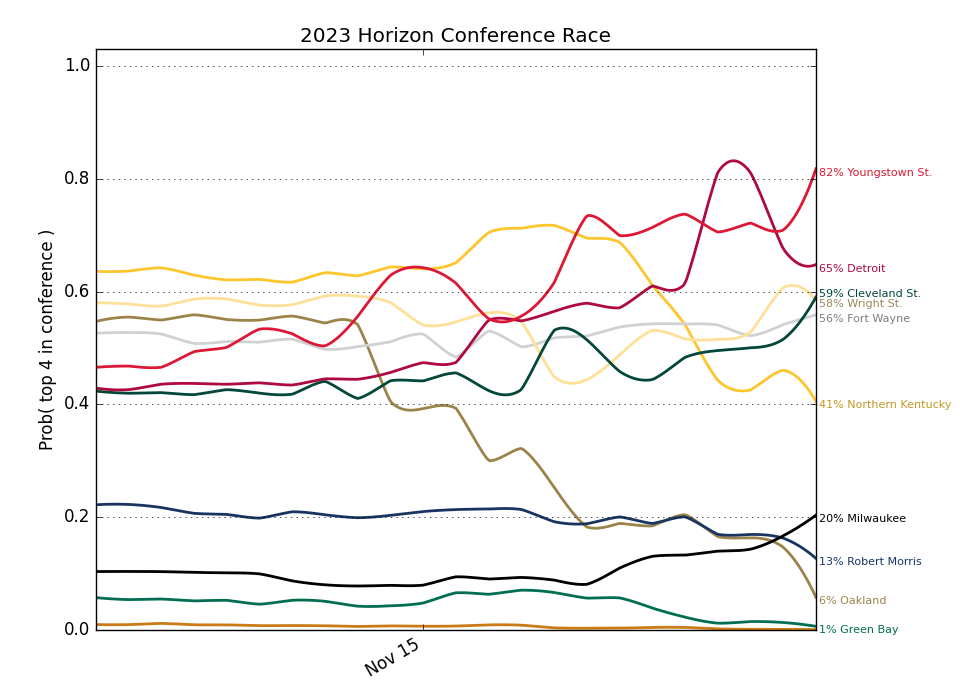 2023 Horizon Conference Race
Prob( top 4 in conference )
1.0
0.8
0.6
0.4
0.2
0.0
Nov 15
82% Youngstown St.
65% Detroit
59% Cleveland St.
58% Wright St.
56% Fort Wayne
41% Northern Kentucky
20% Milwaukee
13% Robert Morris
6% Oakland
1% Green Bay